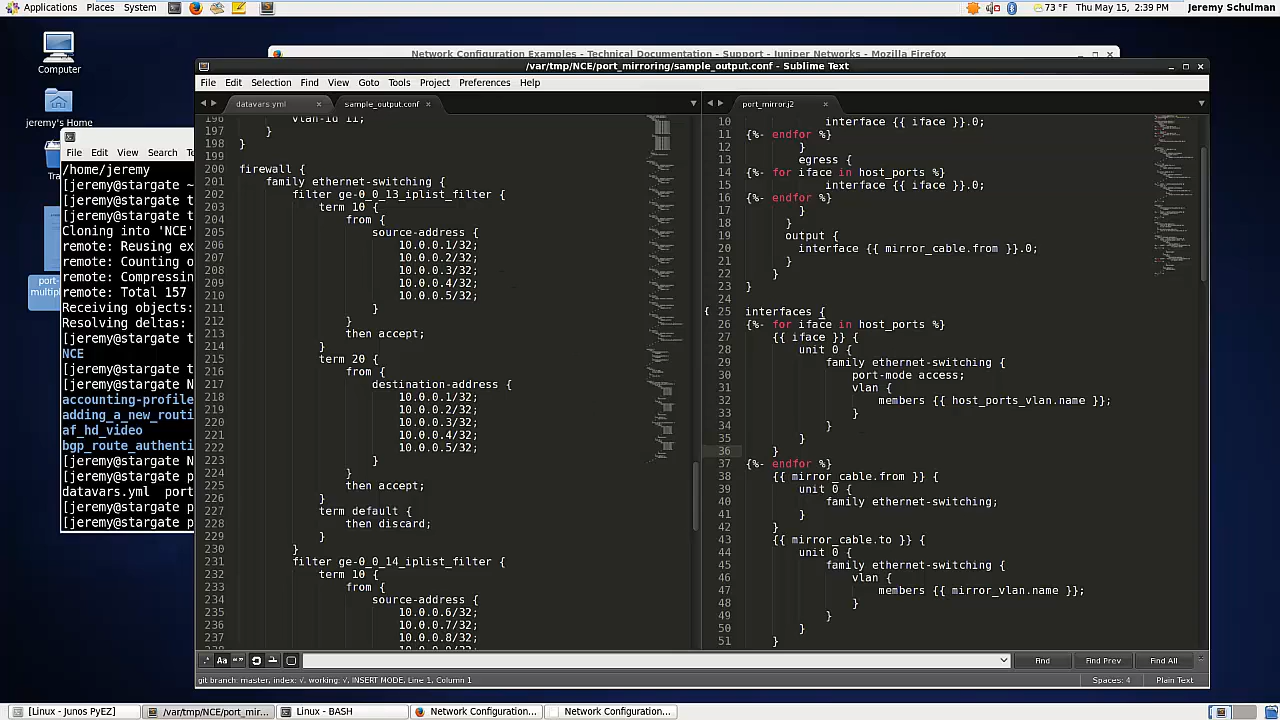 Applications Places System
73 °F Thu May 15, 2:39 PM Jeremy Schulman
Computer
jeremy's Home
Network Configuration Examples - Technical Documentation - Support - Juniper Networks - Mozilla Firefox
/var/tmp/NCE/port_mirroring/sample_output.conf - Sublime Text
File Edit Selection Find View Goto Tools Project Preferences Help
datavars.yml
sample_output.conf
port_mirror.j2
File Edit View Search
/home/jeremy
[jeremy@stargate ~
[jeremy@stargate t
[jeremy@stargate t
[jeremy@stargate t
Cloning into 'NCE'
remote: Reusing ex
remote: Counting o
remote: Compressin
remote: Total 157
Receiving objects:
Resolving deltas:
[jeremy@stargate t
NCE
[jeremy@stargate t
[jeremy@stargate N
accounting-profile
adding_a_new_routi
af_hd_video
bgp_route_authenti
[jeremy@stargate N
[jeremy@stargate p
datavars.yml port
[jeremy@stargate p
[jeremy@stargate p
port-
multipl
196 vlan-id 11;
197 }
198 }
199
200 firewall {
201 family ethernet-switching {
202 filter ge-0_0_13_iplist_filter {
203 term 10 {
204 from {
205 source-address {
206 10.0.0.1/32;
207 10.0.0.2/32;
208 10.0.0.3/32;
209 10.0.0.4/32;
210 10.0.0.5/32;
211 }
212 }
213 then accept;
214 }
215 term 20 {
216 from {
217 destination-address {
218 10.0.0.1/32;
219 10.0.0.2/32;
220 10.0.0.3/32;
221 10.0.0.4/32;
222 10.0.0.5/32;
223 }
224 }
225 then accept;
226 }
227 term default {
228 then discard;
229 }
230 }
231 filter ge-0_0_14_iplist_filter {
232 term 10 {
233 from {
234 source-address {
235 10.0.0.6/32;
236 10.0.0.7/32;
237 10.0.0.8/32;
10 interface {{ iface }}.0;
11 {%- endfor %}
12 }
13 egress {
14 {%- for iface in host_ports %}
15 interface {{ iface }}.0;
16 {%- endfor %}
17 }
18 }
19 output {
20 interface {{ mirror_cable.from }}.0;
21 }
22 }
23 }
24
25 interfaces {
26 {%- for iface in host_ports %}
27 {{ iface }} {
28 unit 0 {
29 family ethernet-switching {
30 port-mode access;
31 vlan {
32 members {{ host_ports_vlan.name }};
33 }
34 }
35 }
36 }
37 {%- endfor %}
38 {{ mirror_cable.from }} {
39 unit 0 {
40 family ethernet-switching;
41 }
42 }
43 {{ mirror_cable.to }} {
44 unit 0 {
45 family ethernet-switching {
46 vlan {
47 members {{ mirror_vlan.name }};
48 }
49 }
50 }
51 }
Find Find Prev Find All
git branch: master, index: √, working: √, INSERT MODE, Line 1, Column 1
Spaces: 4 Plain Text
[Linux - Junos PyEZ]
/var/tmp/NCE/port_mir...
Linux - BASH
Network Configuration...
Network Configuration...